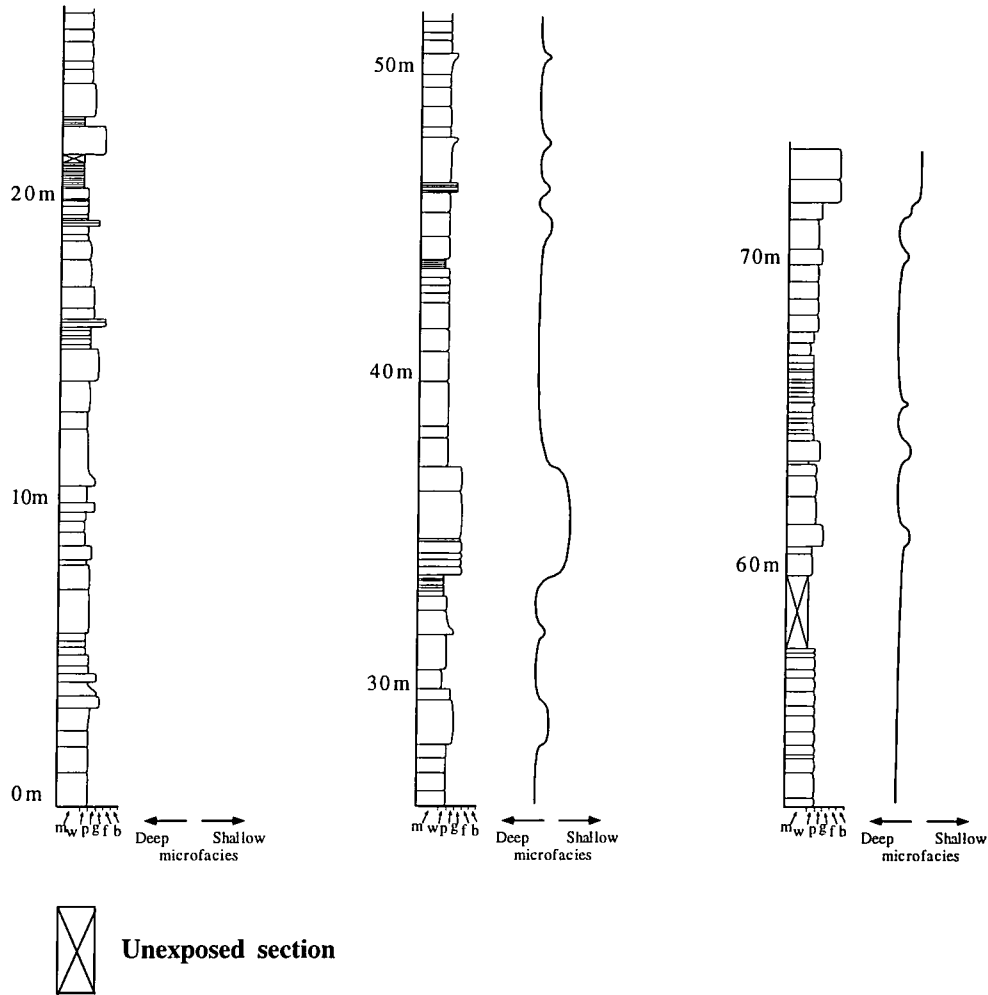 50m
20m
70m
40m
10m
60m
30m
0m
m w p g f b
Deep Shallow
microfacies
m w p g f b
Deep Shallow
microfacies
m w p g f b
Deep Shallow
microfacies
Unexposed section